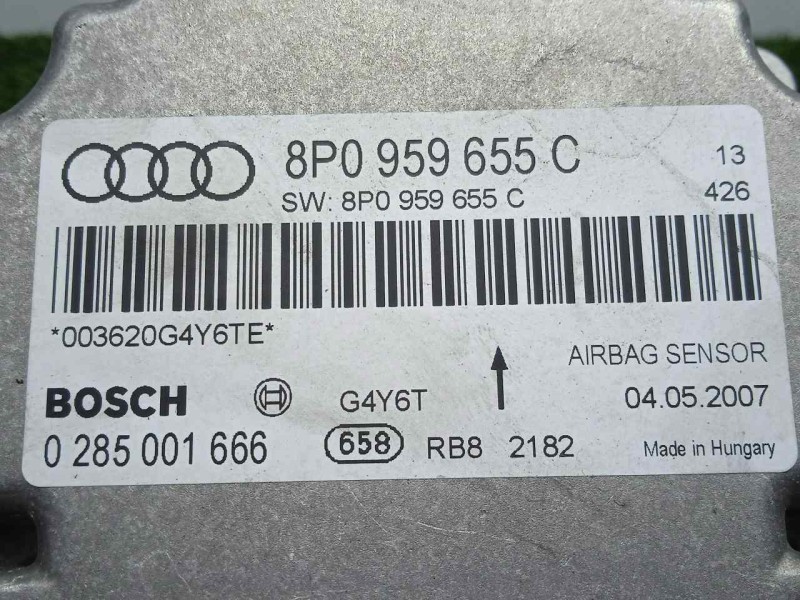 8P0 959 655 C 13
SW: 8P0 959 655 C 426
*003620G4Y6TE*
AIRBAG SENSOR
BOSCH G4Y6T 04.05.2007
0 285 001 666 658 RB8 2182 Made in Hungary